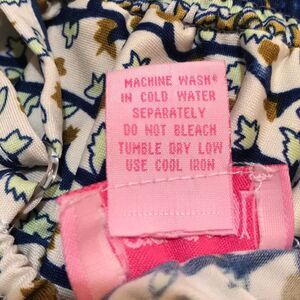 MACHINE WASH
IN COLD WATER
SEPARATELY
DO NOT BLEACH
TUMBLE DRY LOW
USE COOL IRON